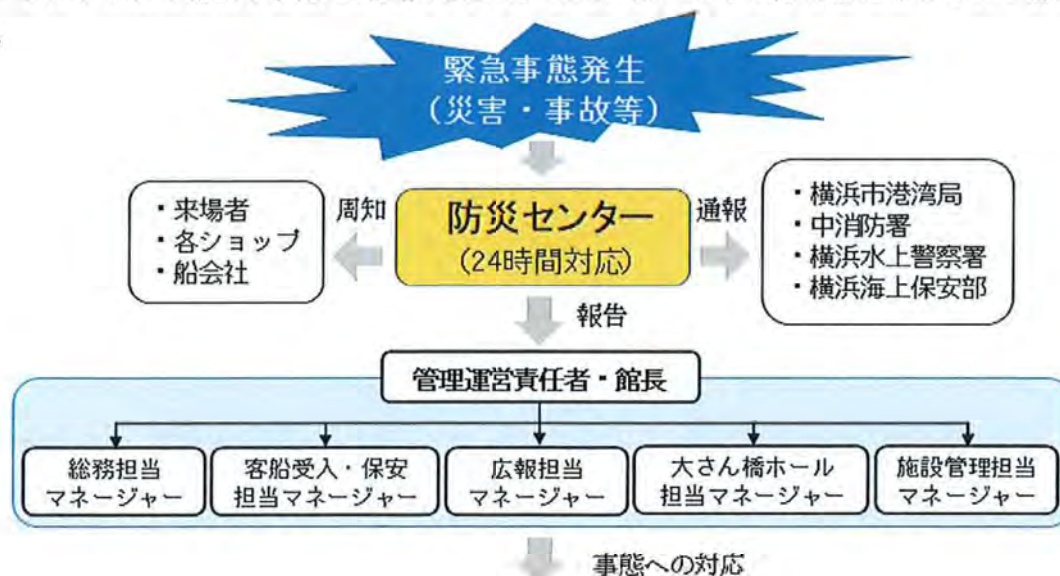 緊急事態発生
（災害・事故等）
・来場者
・各ショップ
・船会社
周知
防災センター
(24時間対応)
通報
・横浜市港湾局
・中消防署
・横浜水上警察署
・横浜海上保安部
報告
管理運営責任者・館長
総務担当
マネージャー
客船受入・保安
担当マネージャー
広報担当
マネージャー
大さん橋ホール
担当マネージャー
施設管理担当
マネージャー
事態への対応